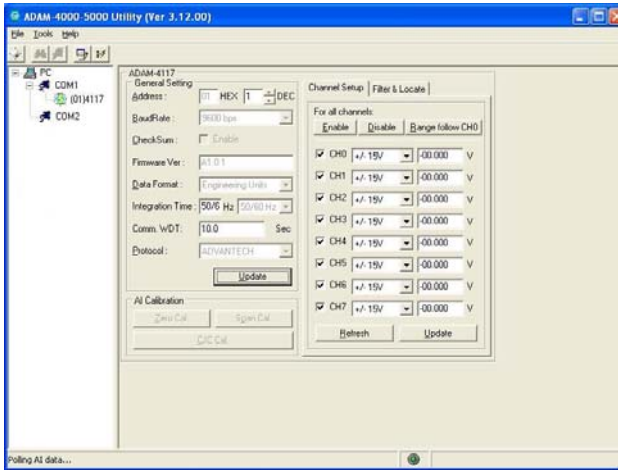 ADAM-4000-5000 Utility (Ver 3.12.00)
File Tools Help
PC
COM1
(01)4117
COM2
ADAM-4117
General Setting
Address : 01 HEX 1 DEC
BaudRate : 9600 bps
CheckSum : Enable
Firmware Ver : A1.01
Data Format : Engineering Units
Integration Time : 50/6 Hz 50/60 Hz
Comm. WDT: 10.0 Sec
Protocol : ADVANTECH
Update
AI Calibration
Zero Cal. Span Cal.
CJC Cal.
Channel Setup Filter & Locate
For all channels:
Enable Disable Range follow CH0
CH0 +/- 15V -00.000 V
CH1 +/- 15V -00.000 V
CH2 +/- 15V -00.000 V
CH3 +/- 15V -00.000 V
CH4 +/- 15V -00.000 V
CH5 +/- 15V -00.000 V
CH6 +/- 15V -00.000 V
CH7 +/- 15V -00.000 V
Refresh Update
Polling AI data...